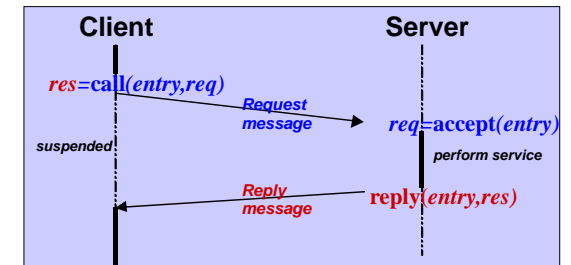 Client
Server
res=call(entry,req)
Request
message
req=accept(entry)
suspended
perform service
Reply
message
reply(entry,res)